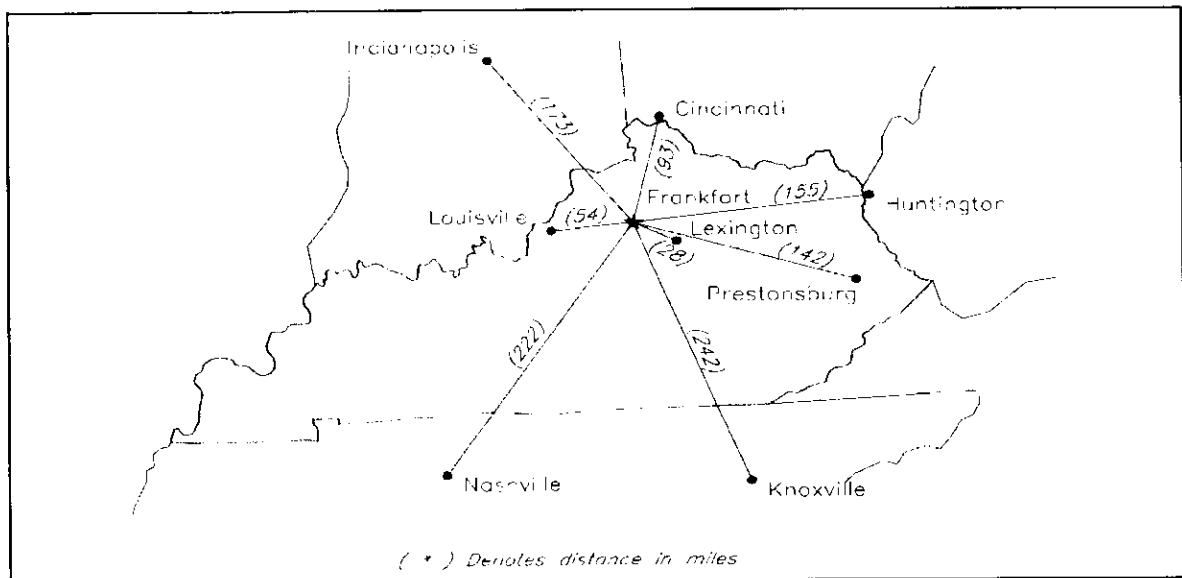 Indianapolis
Cincinnati
(173)
(93)
Frankfort (155)
Huntington
Louisville (54)
Lexington
(28)
(142)
Prestonsburg
(222)
(242)
Nashville
Knoxville
( * ) Denotes distance in miles